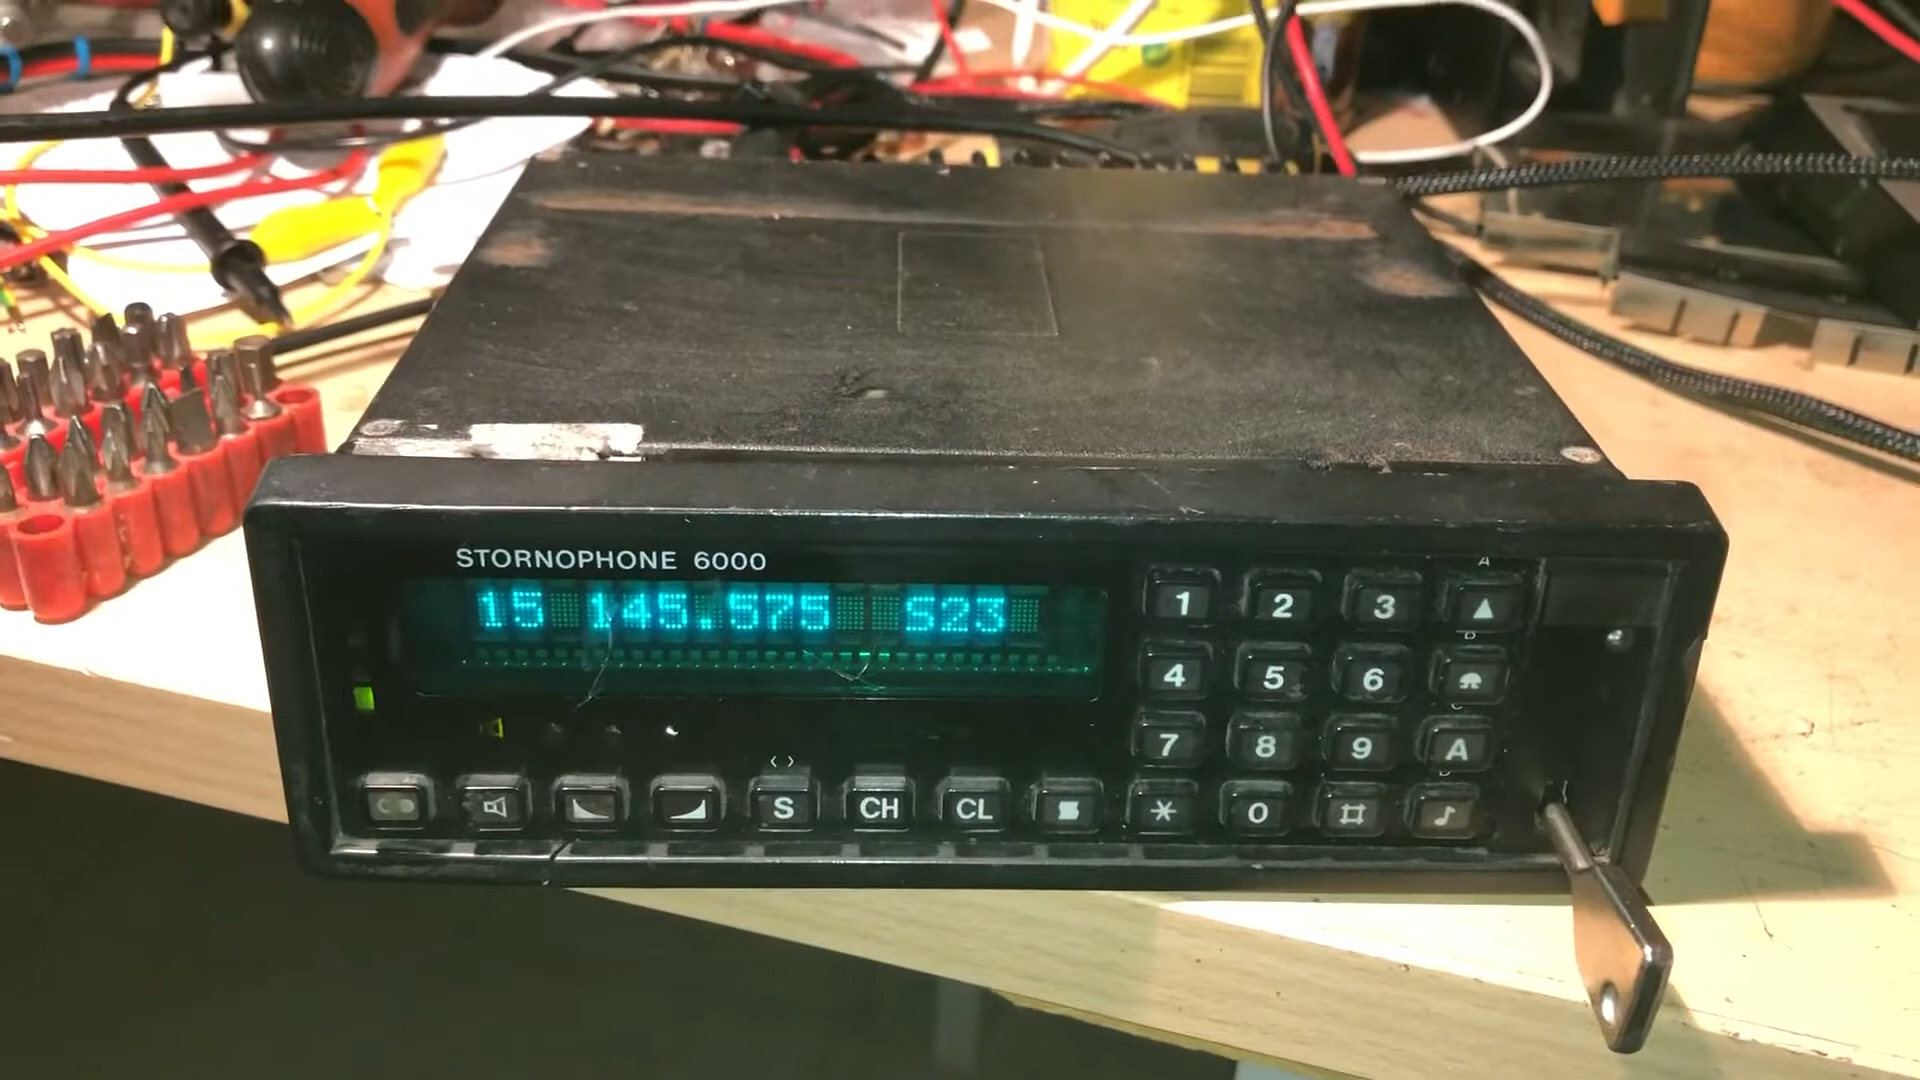 STORNOPHONE 6000
15 145.575 S23
A
1 2 3
B
4 5 6
C
7 8 9 A
< >
D
S CH CL * 0